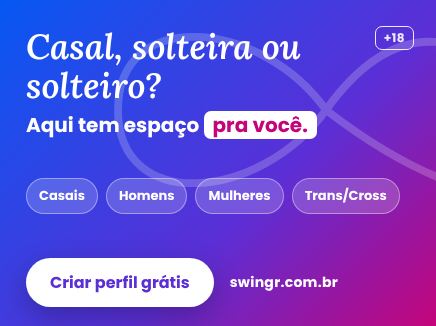 Casal, solteira ou
solteiro?
+18
Aqui tem espaço pra você.
Casais Homens Mulheres Trans/Cross
Criar perfil grátis swingr.com.br